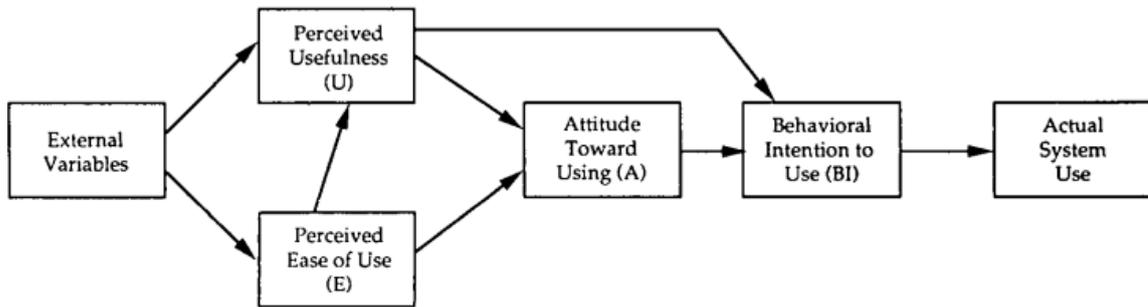 External
Variables
Perceived
Usefulness
(U)
Perceived
Ease of Use
(E)
Attitude
Toward
Using (A)
Behavioral
Intention to
Use (BI)
Actual
System
Use